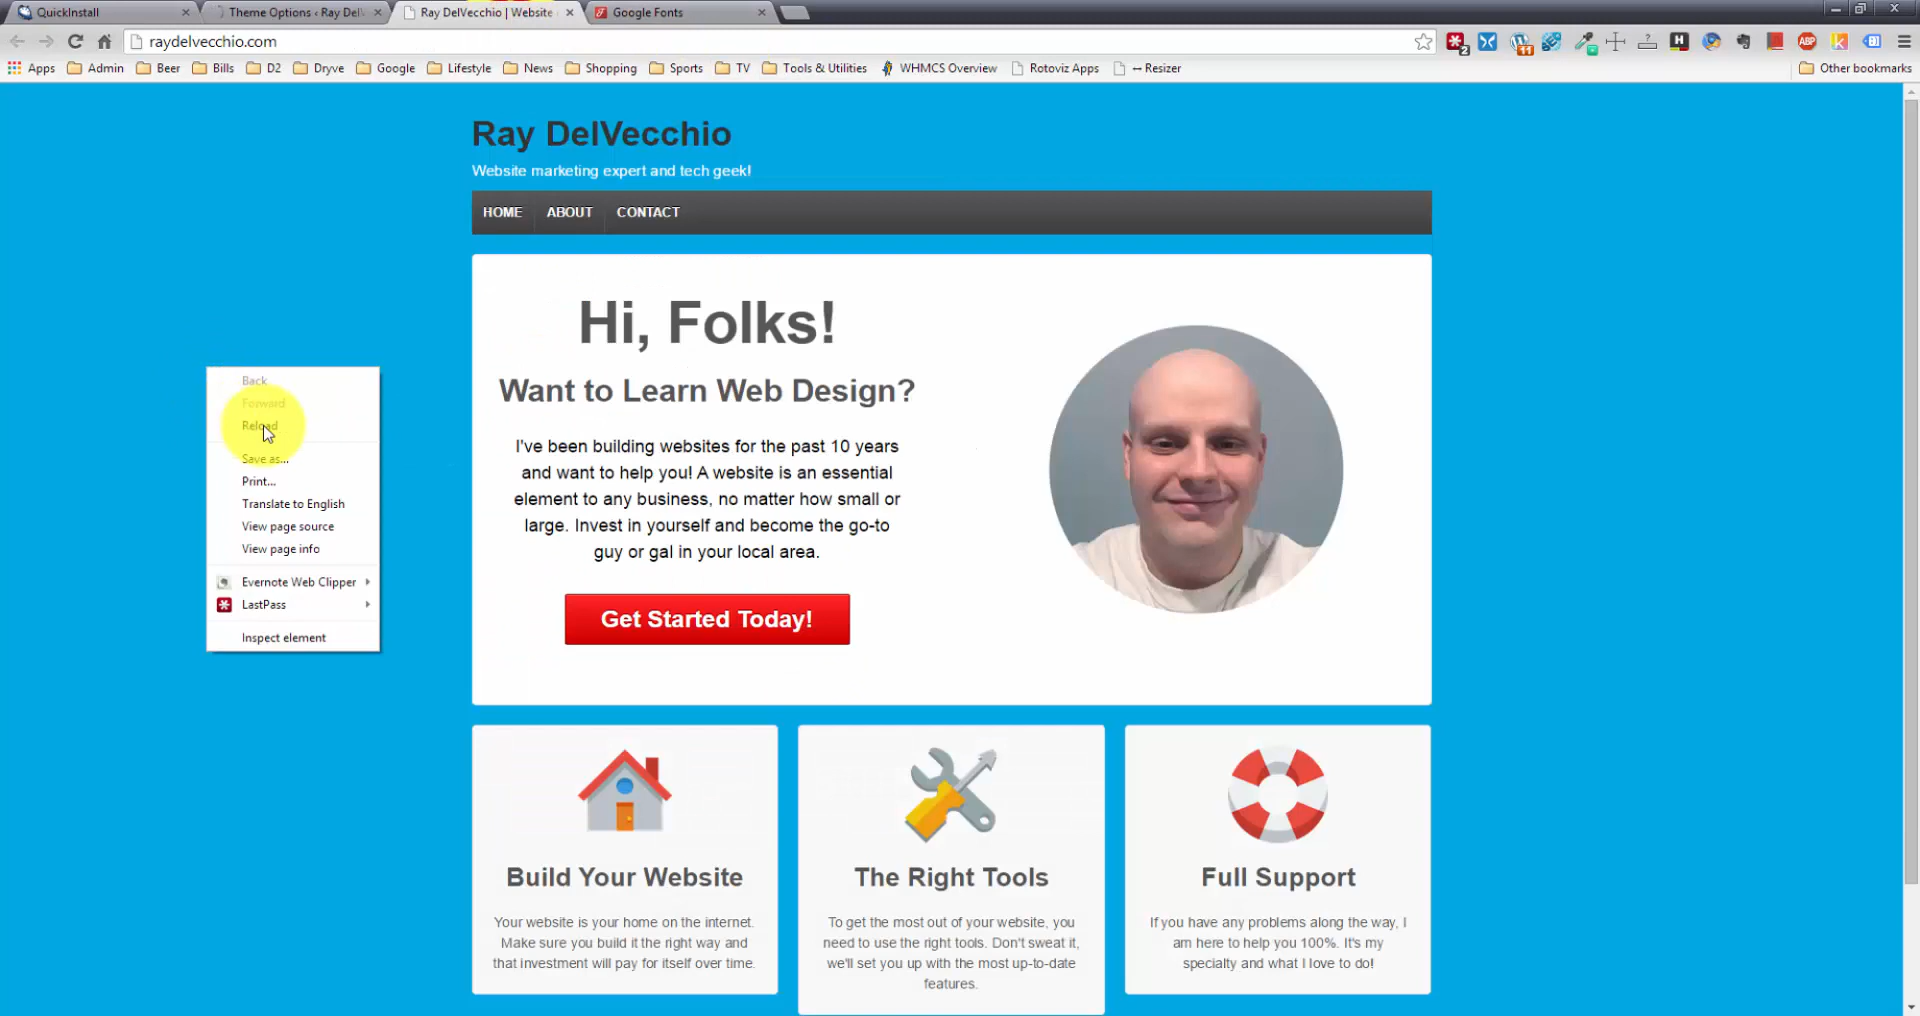 QuickInstall
Theme Options ‹ Ray Del
Ray DelVecchio | Website
Google Fonts
raydelvecchio.com
2
11
H
ABP
Apps
Admin
Beer
Bills
D2
Dryve
Google
Lifestyle
News
Shopping
Sports
TV
Tools & Utilities
WHMCS Overview
Rotoviz Apps
↔ Resizer
Other bookmarks
Ray DelVecchio
Website marketing expert and tech geek!
HOME
ABOUT
CONTACT
Hi, Folks!
Want to Learn Web Design?
I've been building websites for the past 10 years
and want to help you! A website is an essential
element to any business, no matter how small or
large. Invest in yourself and become the go-to
guy or gal in your local area.
Get Started Today!
Back
Forward
Reload
Save as...
Print...
Translate to English
View page source
View page info
Evernote Web Clipper
LastPass
Inspect element
Build Your Website
Your website is your home on the internet.
Make sure you build it the right way and
that investment will pay for itself over time.
The Right Tools
To get the most out of your website, you
need to use the right tools. Don't sweat it,
we'll set you up with the most up-to-date
features.
Full Support
If you have any problems along the way, I
am here to help you 100%. It's my
specialty and what I love to do!